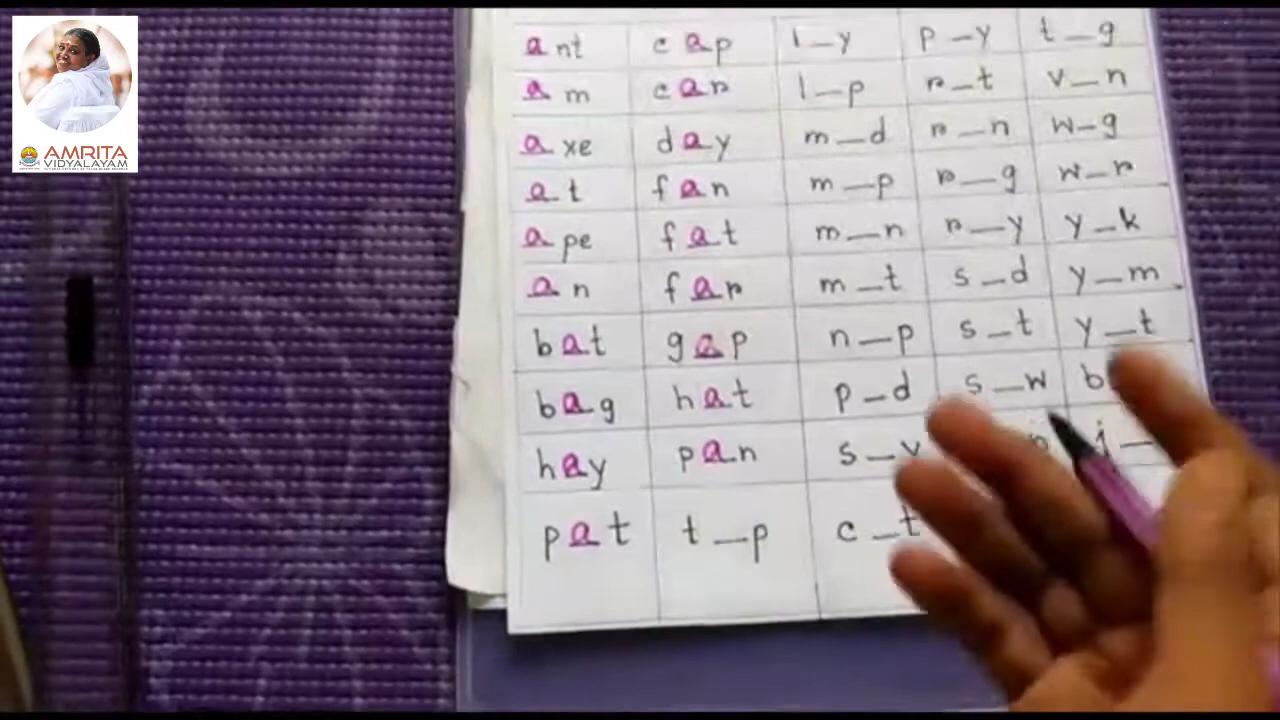 AMRITA
VIDYALAYAM
ant cap l_y p_y t_g
am car l_p r_t v_n
axe day m_d r_n w_g
at fan m_p r_g w_r
ape fat m_n r_y y_k
an far m_t s_d y_m
bat gap n_p s_t y_t
bag hat p_d s_w b
hay pan s_v j_
pat t_p c_t